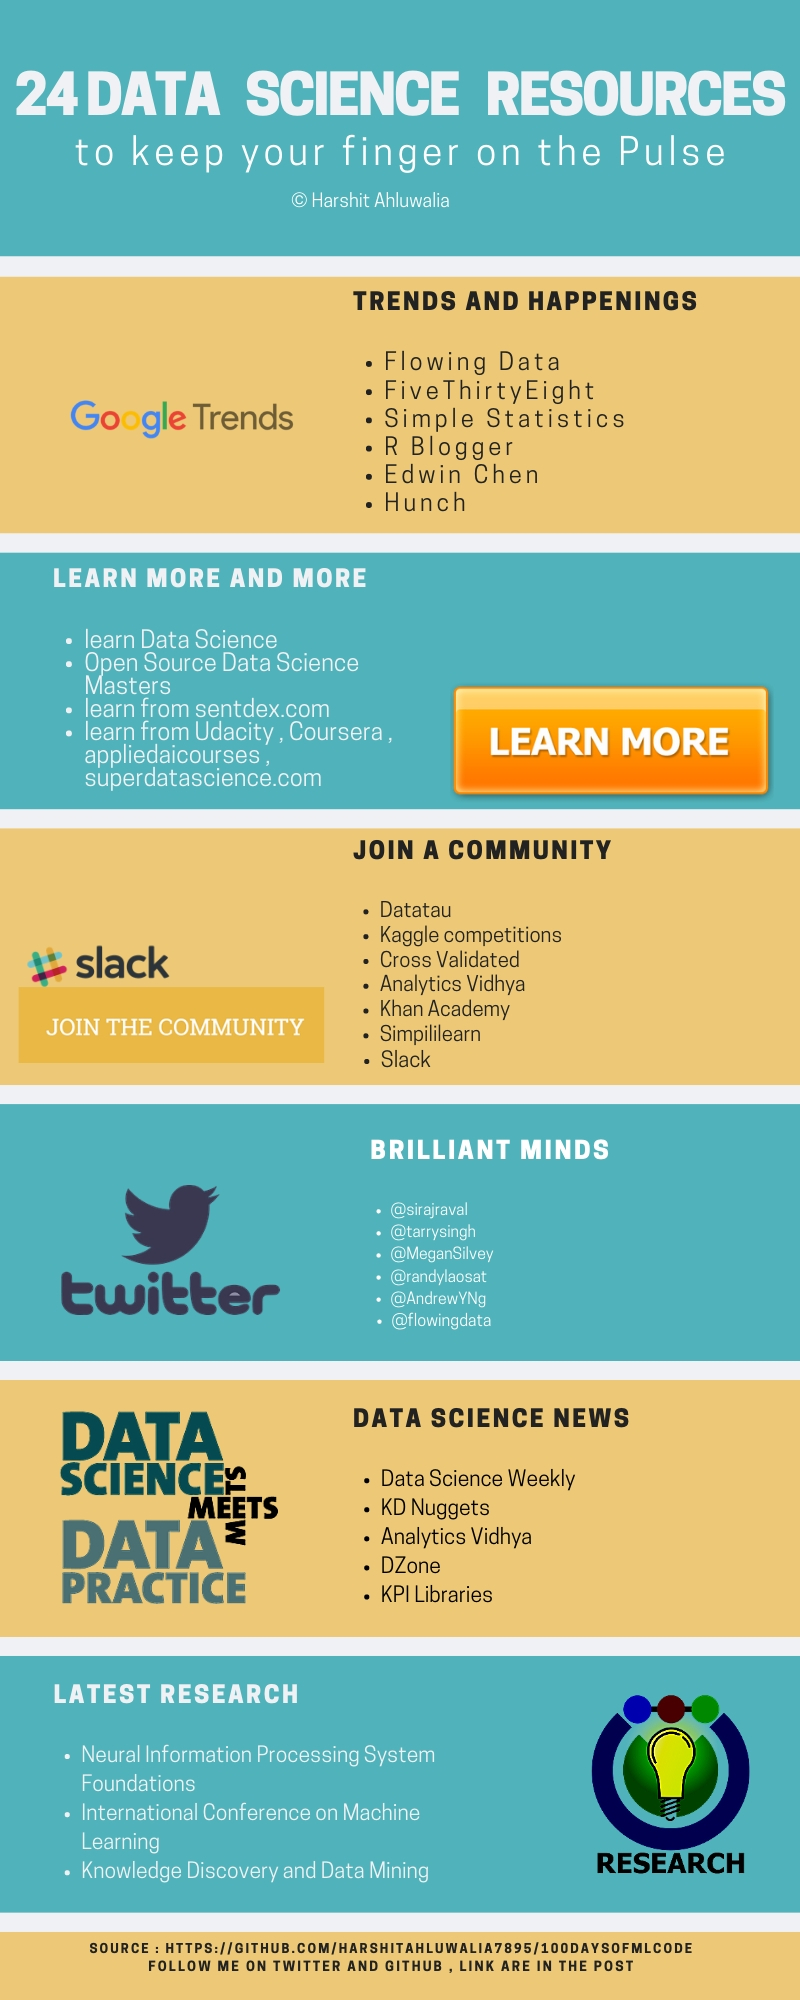 24 DATA SCIENCE RESOURCES
to keep your finger on the Pulse
© Harshit Ahluwalia
TRENDS AND HAPPENINGS
Google Trends
• Flowing Data
• FiveThirtyEight
• Simple Statistics
• R Blogger
• Edwin Chen
• Hunch
LEARN MORE AND MORE
• learn Data Science
• Open Source Data Science
Masters
• learn from sentdex.com
• learn from Udacity , Coursera ,
appliedaicourses ,
superdatascience.com
LEARN MORE
JOIN A COMMUNITY
slack
JOIN THE COMMUNITY
• Datatau
• Kaggle competitions
• Cross Validated
• Analytics Vidhya
• Khan Academy
• Simpililearn
• Slack
BRILLIANT MINDS
twitter
• @sirajraval
• @tarrysingh
• @MeganSilvey
• @randylaosat
• @AndrewYNg
• @flowingdata
DATA
SCIENCE
MEETS
MEETS
DATA
PRACTICE
DATA SCIENCE NEWS
• Data Science Weekly
• KD Nuggets
• Analytics Vidhya
• DZone
• KPI Libraries
LATEST RESEARCH
• Neural Information Processing System
Foundations
• International Conference on Machine
Learning
• Knowledge Discovery and Data Mining
RESEARCH
SOURCE : HTTPS://GITHUB.COM/HARSHITAHLUWALIA7895/100DAYSOFMLCODE
FOLLOW ME ON TWITTER AND GITHUB , LINK ARE IN THE POST